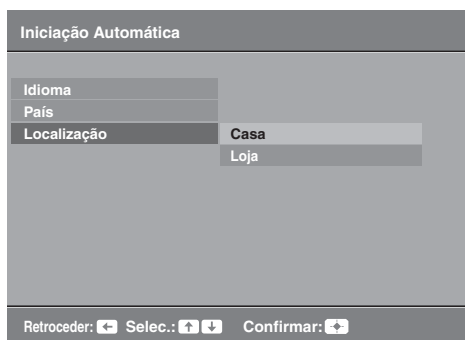 Iniciação Automática
Idioma
País
Localização Casa
Loja
Retroceder: Selec.: Confirmar: